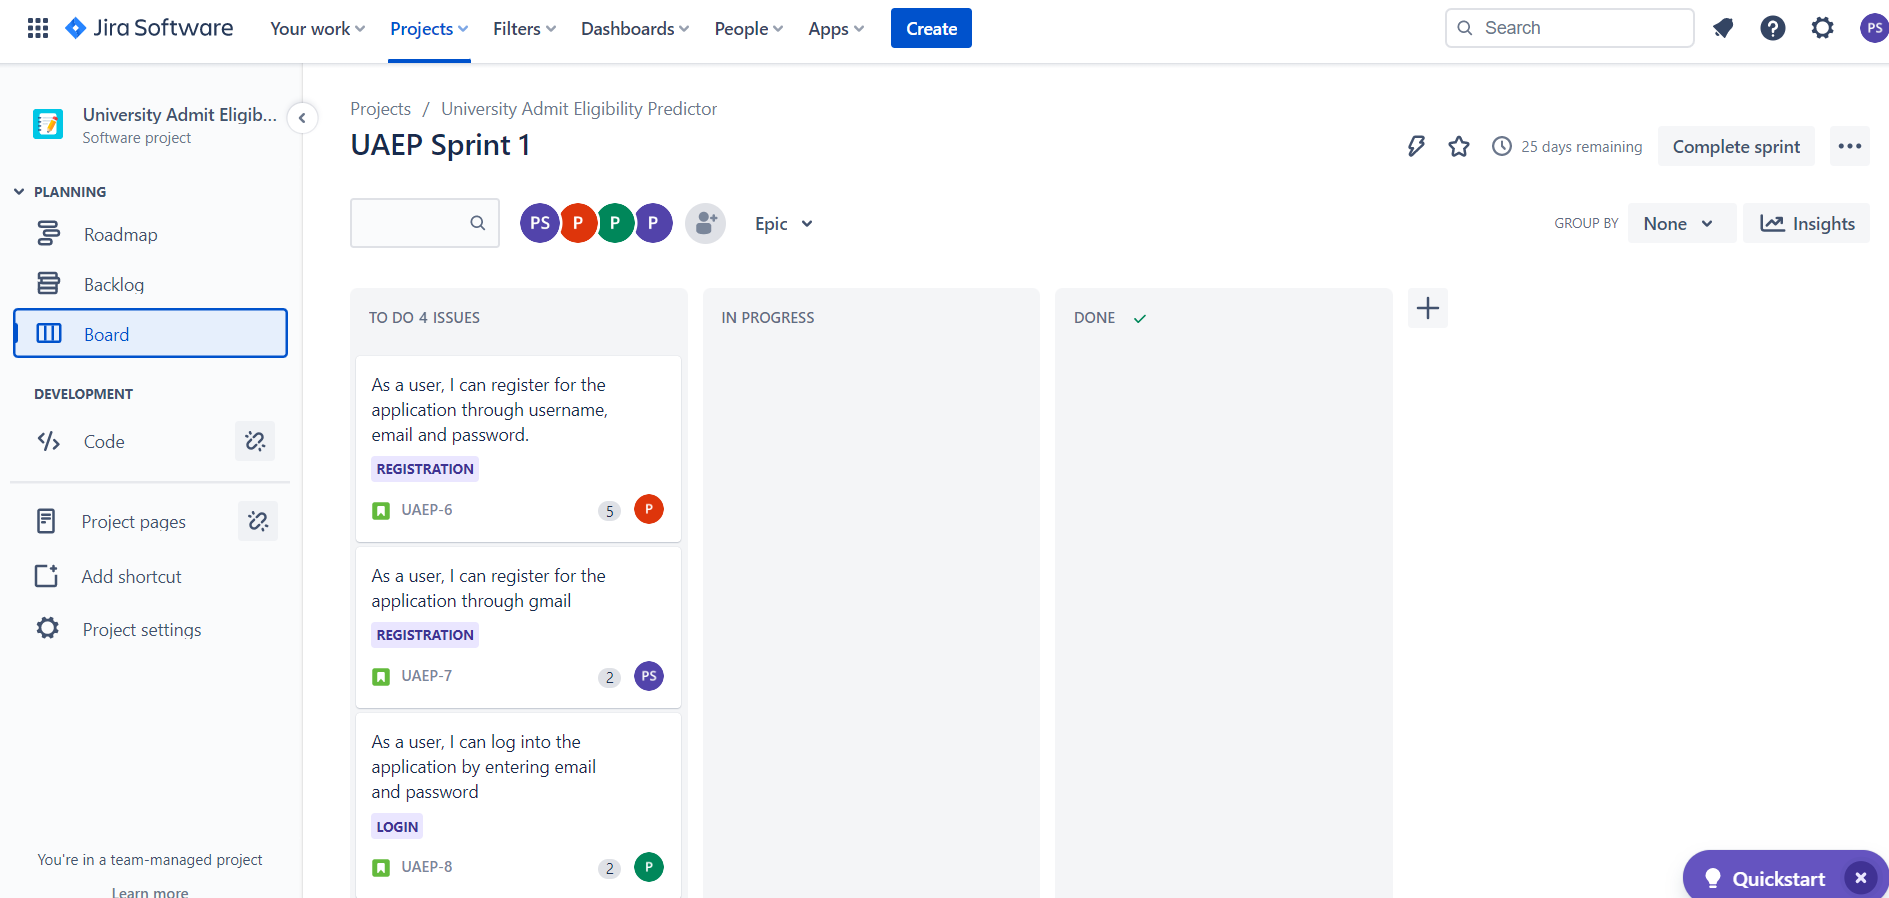 Jira Software
Your work
Projects
Filters
Dashboards
People
Apps
Create
Search
PS
University Admit Eligib...
Software project
PLANNING
Roadmap
Backlog
Board
DEVELOPMENT
Code
Project pages
Add shortcut
Project settings
You're in a team-managed project
Learn more
Projects / University Admit Eligibility Predictor
UAEP Sprint 1
25 days remaining
Complete sprint
PS P P P
Epic
GROUP BY
None
Insights
TO DO 4 ISSUES
As a user, I can register for the
application through username,
email and password.
REGISTRATION
UAEP-6
5
P
As a user, I can register for the
application through gmail
REGISTRATION
UAEP-7
2
PS
As a user, I can log into the
application by entering email
and password
LOGIN
UAEP-8
2
P
IN PROGRESS
DONE
Quickstart